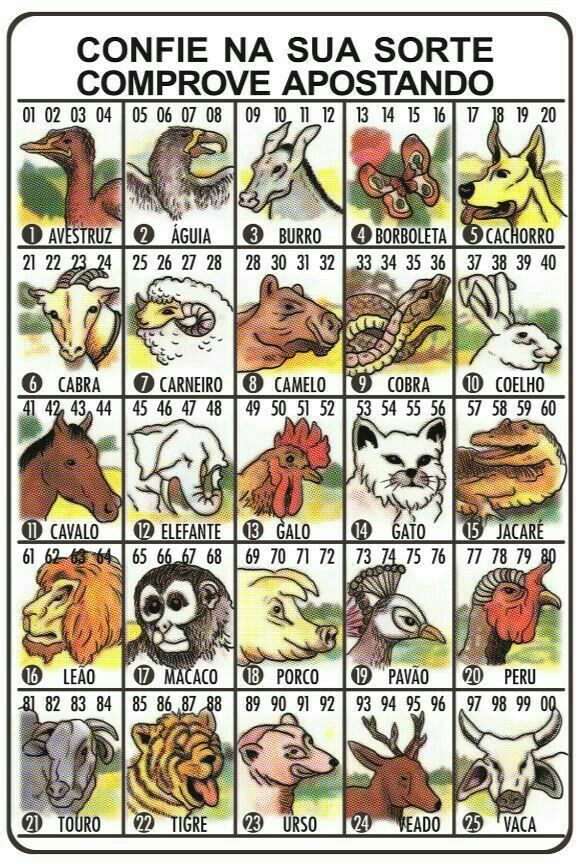 CONFIE NA SUA SORTE
COMPROVE APOSTANDO
01 02 03 04
1 AVESTRUZ
05 06 07 08
2 ÁGUIA
09 10 11 12
3 BURRO
13 14 15 16
4 BORBOLETA
17 18 19 20
5 CACHORRO
21 22 23 24
6 CABRA
25 26 27 28
7 CARNEIRO
28 30 31 32
8 CAMELO
33 34 35 36
9 COBRA
37 38 39 40
10 COELHO
41 42 43 44
11 CAVALO
45 46 47 48
12 ELEFANTE
49 50 51 52
13 GALO
53 54 55 56
14 GATO
57 58 59 60
15 JACARÉ
61 62 63 64
16 LEÃO
65 66 67 68
17 MACACO
69 70 71 72
18 PORCO
73 74 75 76
19 PAVÃO
77 78 79 80
20 PERU
81 82 83 84
21 TOURO
85 86 87 88
22 TIGRE
89 90 91 92
23 URSO
93 94 95 96
24 VEADO
97 98 99 00
25 VACA